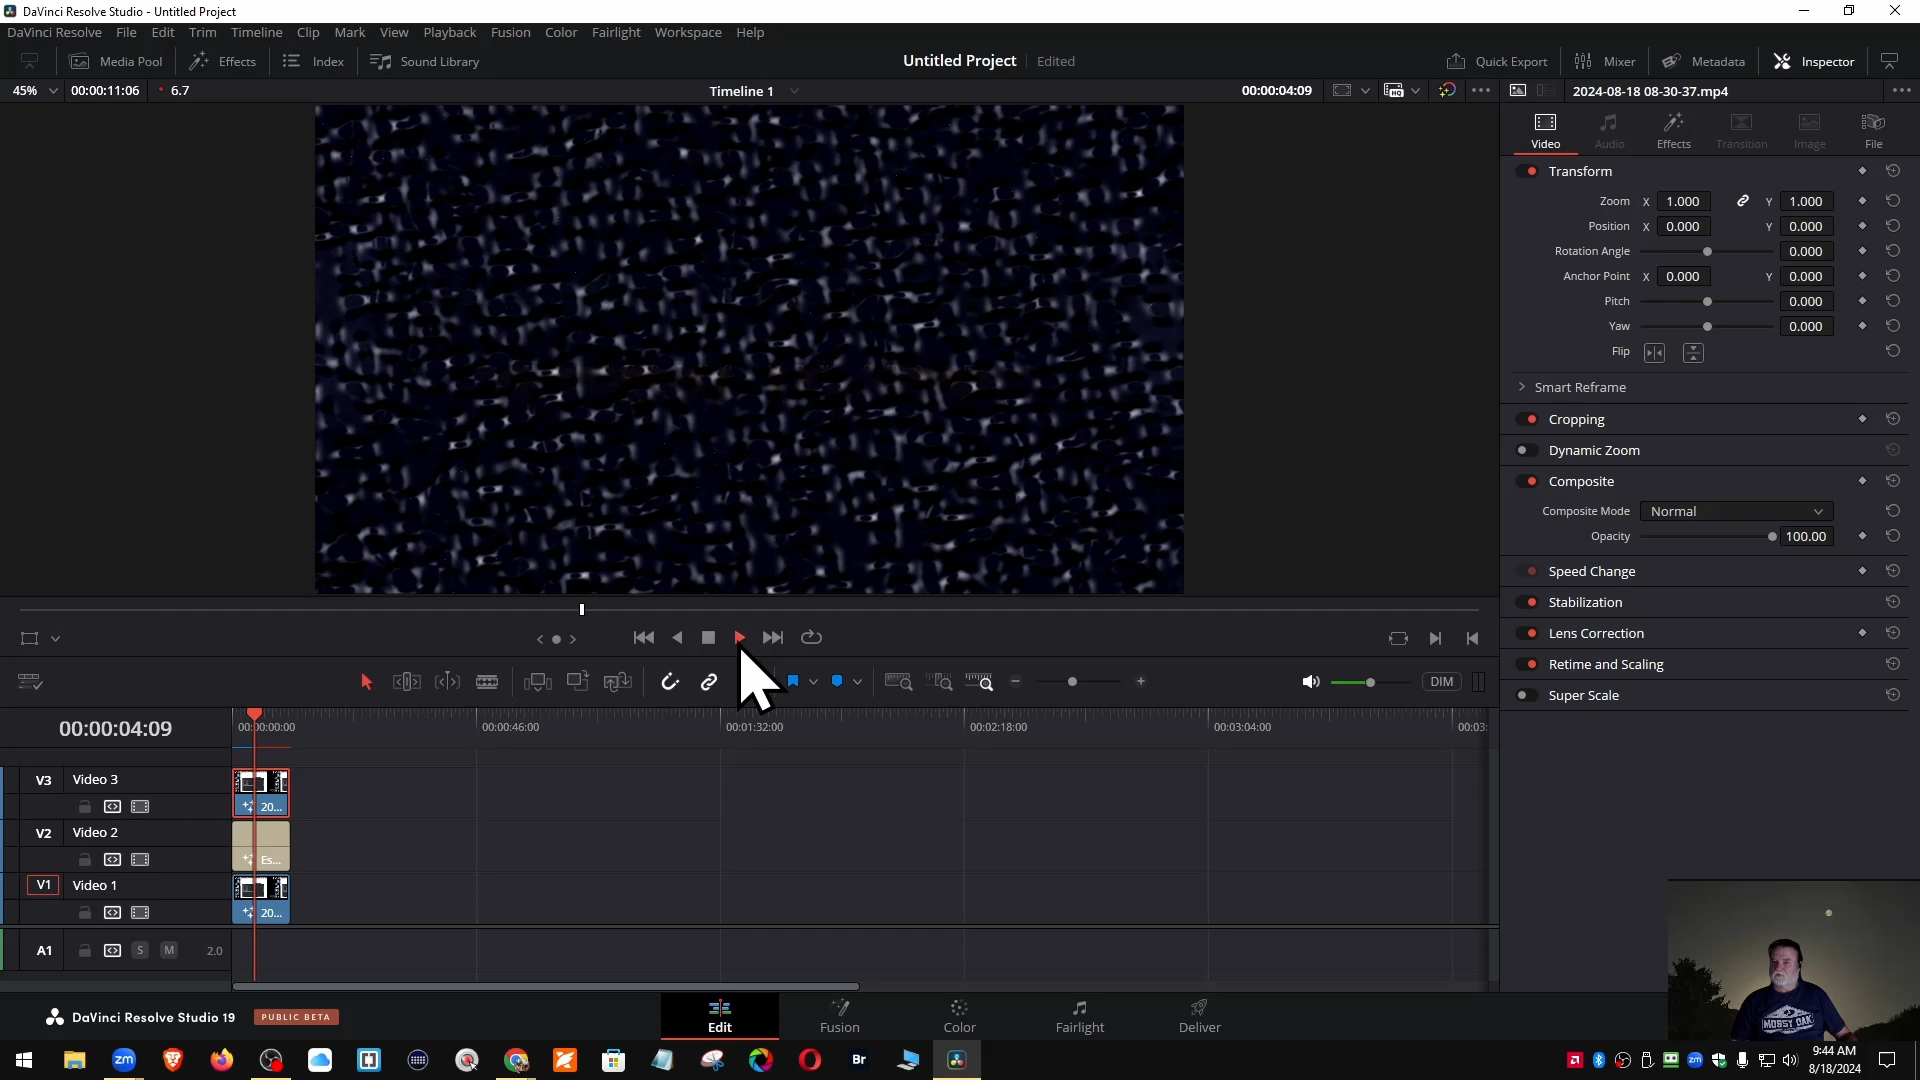 DaVinci Resolve Studio - Untitled Project
DaVinci Resolve File Edit Trim Timeline Clip Mark View Playback Fusion Color Fairlight Workspace Help
Media Pool Effects Index Sound Library Untitled Project Edited Quick Export Mixer Metadata Inspector
45% 00:00:11:06 6.7 Timeline 1 00:00:04:09 2024-08-18 08-30-37.mp4
Video Audio Effects Transition Image File
Transform
Zoom X 1.000 Y 1.000
Position X 0.000 Y 0.000
Rotation Angle 0.000
Anchor Point X 0.000 Y 0.000
Pitch 0.000
Yaw 0.000
Flip
Smart Reframe
Cropping
Dynamic Zoom
Composite
Composite Mode Normal
Opacity 100.00
Speed Change
Stabilization
Lens Correction
Retime and Scaling
Super Scale
DIM
00:00:04:09 00:00:00:00 00:00:46:00 00:01:32:00 00:02:18:00 00:03:04:00 00:03:
V3 Video 3
20...
V2 Video 2
Es...
V1 Video 1
20...
A1 S M 2.0
MOSSY OAK
DaVinci Resolve Studio 19 PUBLIC BETA Edit Fusion Color Fairlight Deliver
zm Br zm 9:44 AM
8/18/2024